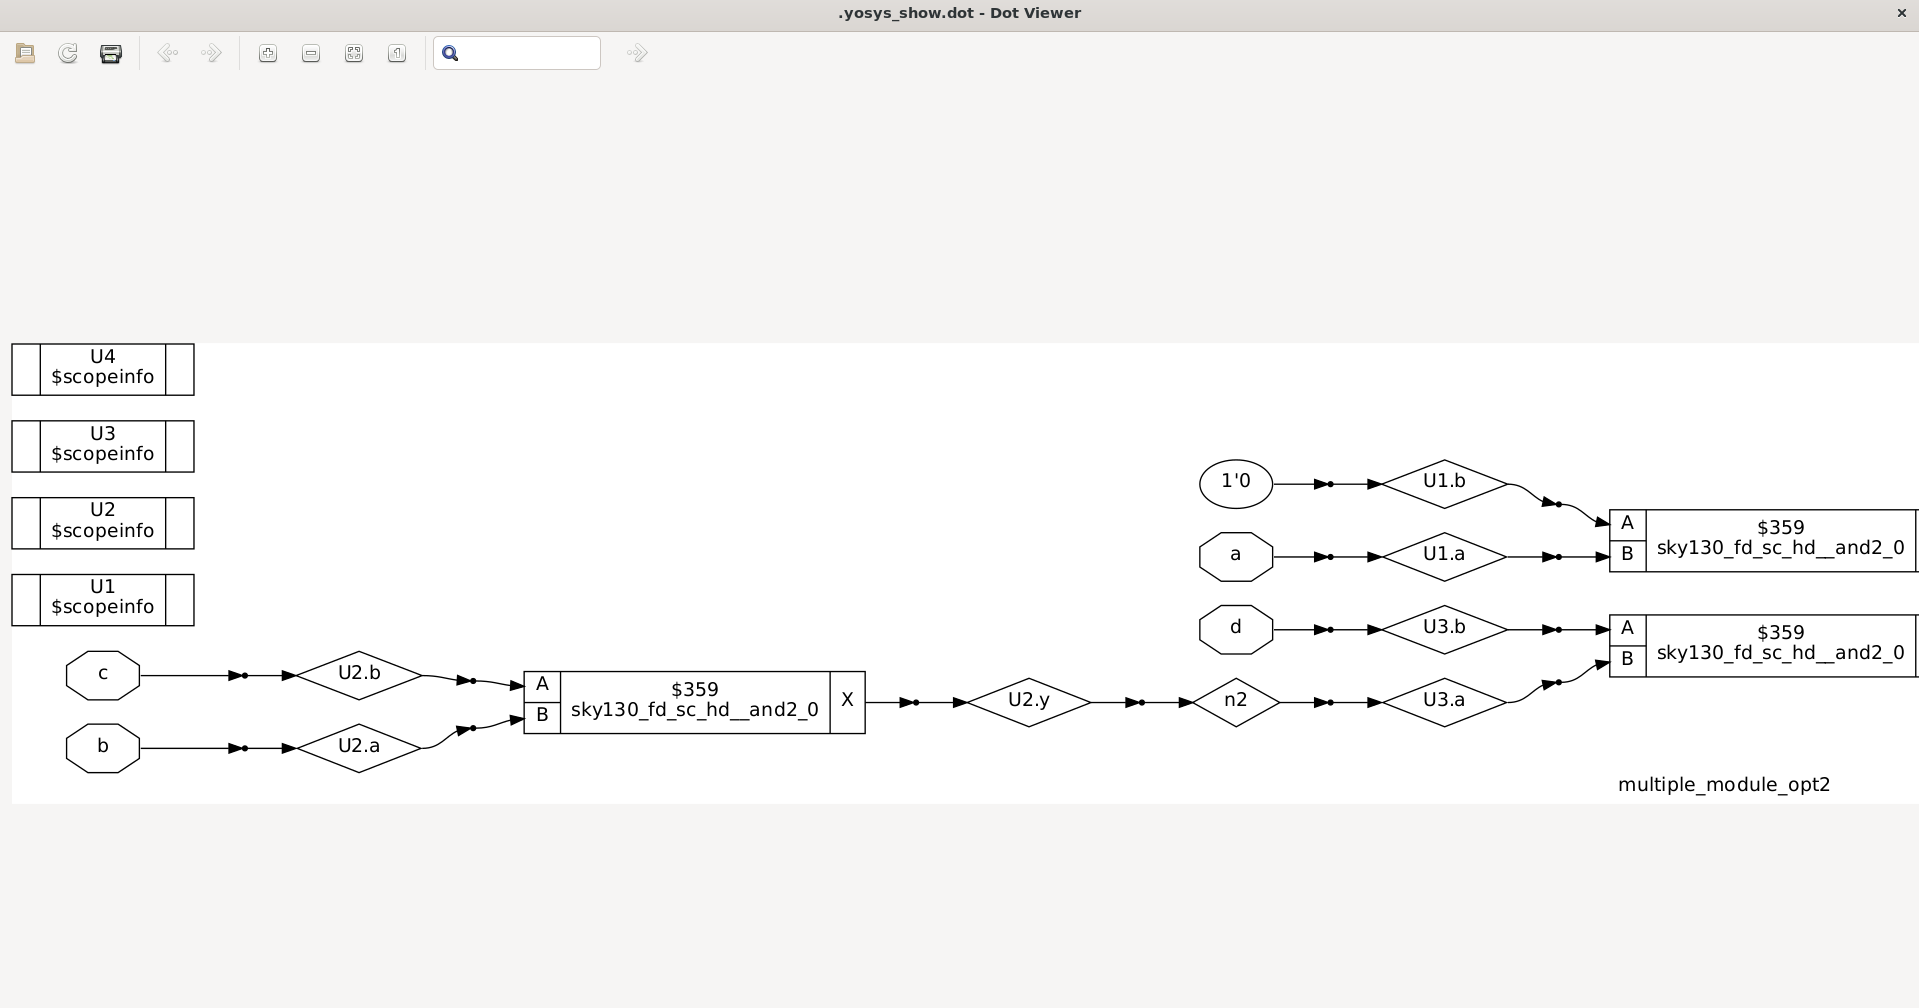 .yosys_show.dot - Dot Viewer
U4
$scopeinfo
U3
$scopeinfo
U2
$scopeinfo
U1
$scopeinfo
1'0
U1.b
A
$359
sky130_fd_sc_hd__and2_0
a
U1.a
B
d
U3.b
A
$359
sky130_fd_sc_hd__and2_0
B
c
U2.b
A
$359
sky130_fd_sc_hd__and2_0
X
U2.y
n2
U3.a
b
U2.a
B
multiple_module_opt2